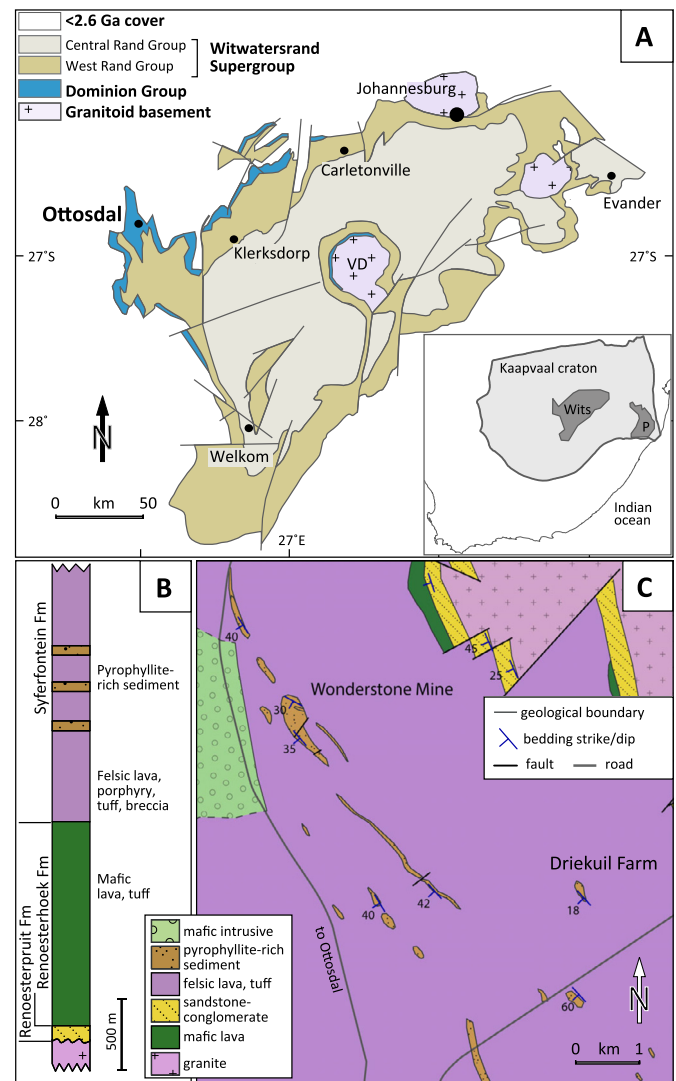 <2.6 Ga cover
A
Central Rand Group
West Rand Group
Witwatersrand
Supergroup
Dominion Group
Granitoid basement
Johannesburg
Carletonville
Evander
Ottosdal
Klerksdorp
27°S
27°S
VD
28°
N
Welkom
0 km 50
27°E
Kaapvaal craton
Wits
P
Indian
ocean
B
Syferfontein Fm
Pyrophyllite-
rich sediment
Felsic lava,
porphyry,
tuff, breccia
Mafic
lava, tuff
Renoesterpruit Fm
Renoesterhoek Fm
500 m
mafic intrusive
pyrophyllite-rich
sediment
felsic lava, tuff
sandstone-
conglomerate
mafic lava
granite
C
40
45
25
Wonderstone Mine
30
35
geological boundary
bedding strike/dip
fault
road
Driekuil Farm
42
40
18
to Ottosdal
60
N
0 km 1